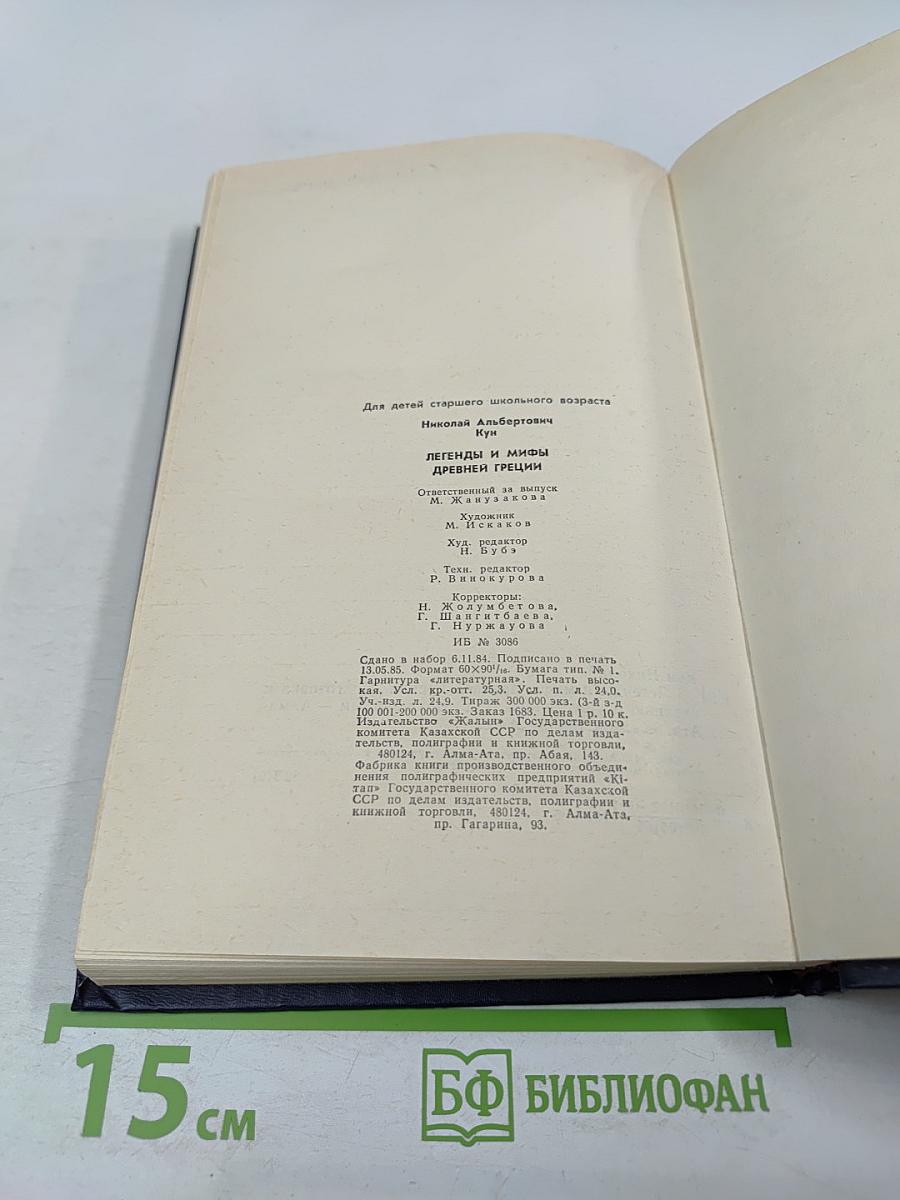 Для детей старшего школьного возраста
Николай Альбертович
Кун
ЛЕГЕНДЫ И МИФЫ
ДРЕВНЕЙ ГРЕЦИИ
Ответственный за выпуск
М. Жанузакова
Художник
М. Искаков
Худ. редактор
Н. Бубэ
Техн. редактор
Р. Винокурова
Корректоры:
Н. Жолумбетова,
Г. Шангитбаева,
Г. Нуржауова
ИБ № 3086
Сдано в набор 6.11.84. Подписано в печать
13.05.85. Формат 60×90¹/₁₆. Бумага тип. № 1.
Гарнитура «литературная». Печать высо-
кая. Усл. кр.-отт. 25,3. Усл. п. л. 24,0.
Уч.-изд. л. 24,9. Тираж 300 000 экз. (3-й з-д
100 001-200 000 экз. Заказ 1683. Цена 1 р. 10 к.
Издательство «Жалын» Государственного
комитета Казахской ССР по делам изда-
тельств, полиграфии и книжной торговли,
480124, г. Алма-Ата, пр. Абая, 143.
Фабрика книги производственного объеди-
нения полиграфических предприятий «Кі-
тап» Государственного комитета Казахской
ССР по делам издательств, полиграфии и
книжной торговли, 480124, г. Алма-Ата,
пр. Гагарина, 93.
15 см
БФ БИБЛИОФАН